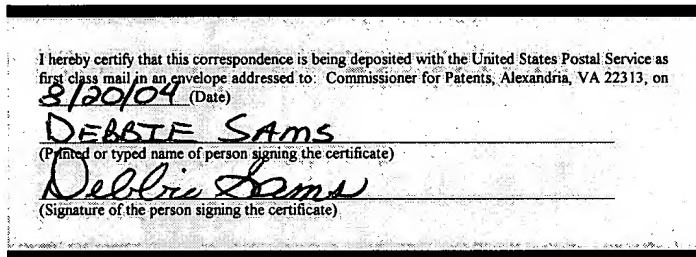 I hereby certify that this correspondence is being deposited with the United States Postal Service as
first class mail in an envelope addressed to: Commissioner for Patents, Alexandria, VA 22313, on
8/20/04 (Date)
DEBBIE SAMS
(Printed or typed name of person signing the certificate)
Debbie Sams
(Signature of the person signing the certificate)